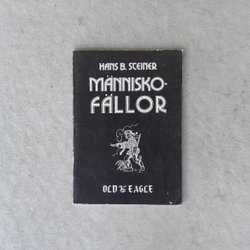 HANS B. STEINER
MÄNNISKO-
FÄLLOR
OLD EAGLE